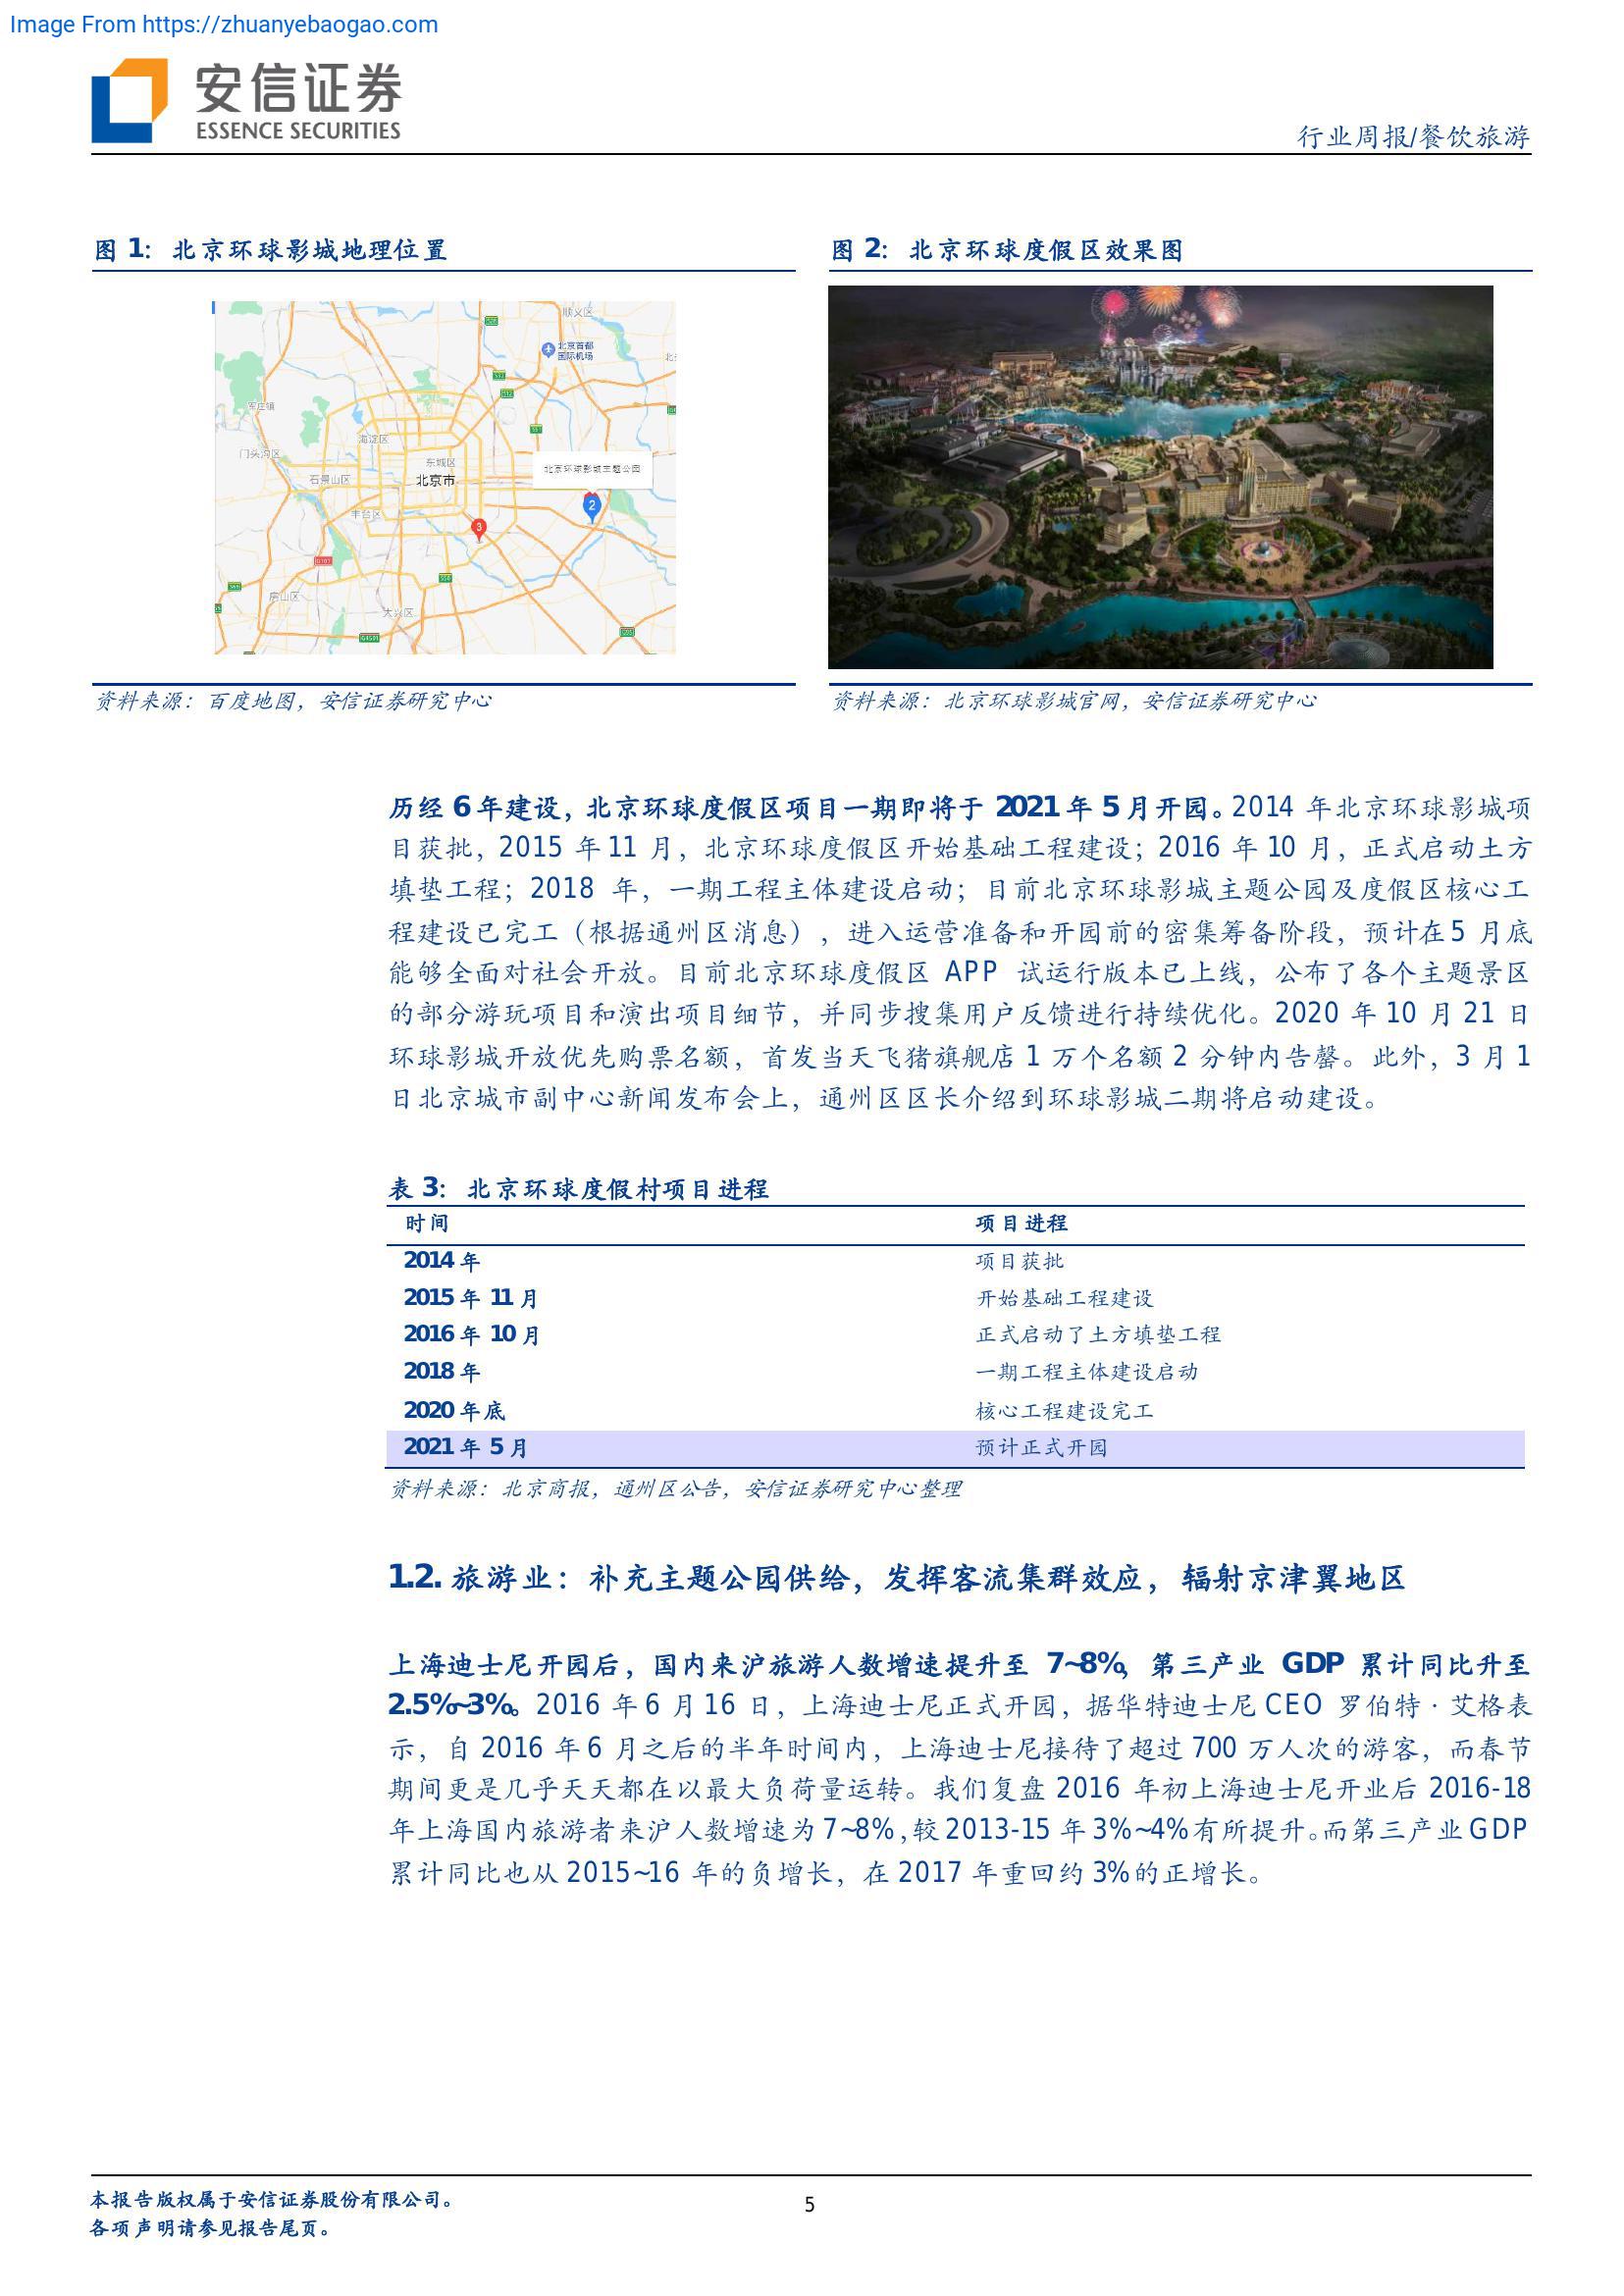 Image From https://zhuanyebaogao.com
安信证券
ESSENCE SECURITIES
行业周报/餐饮旅游
图 1: 北京环球影城地理位置
图 2: 北京环球度假区效果图
顺义区
北京首都
国际机场
军庄镇
海淀区
门头沟区
东城区
石景山区
北京市
北京环球影城主题公园
2
丰台区
3
房山区
大兴区
资料来源：百度地图，安信证券研究中心
资料来源：北京环球影城官网，安信证券研究中心
历经 6 年建设，北京环球度假区项目一期即将于 2021 年 5 月开园。2014 年北京环球影城项
目获批，2015 年 11 月，北京环球度假区开始基础工程建设；2016 年 10 月，正式启动土方
填垫工程；2018 年，一期工程主体建设启动；目前北京环球影城主题公园及度假区核心工
程建设已完工（根据通州区消息），进入运营准备和开园前的密集筹备阶段，预计在 5 月底
能够全面对社会开放。目前北京环球度假区 APP 试运行版本已上线，公布了各个主题景区
的部分游玩项目和演出项目细节，并同步搜集用户反馈进行持续优化。2020 年 10 月 21 日
环球影城开放优先购票名额，首发当天飞猪旗舰店 1 万个名额 2 分钟内告罄。此外，3 月 1
日北京城市副中心新闻发布会上，通州区区长介绍到环球影城二期将启动建设。
表 3: 北京环球度假村项目进程
时间 项目进程
2014 年 项目获批
2015 年 11 月 开始基础工程建设
2016 年 10 月 正式启动了土方填垫工程
2018 年 一期工程主体建设启动
2020 年底 核心工程建设完工
2021 年 5 月 预计正式开园
资料来源：北京商报，通州区公告，安信证券研究中心整理
1.2. 旅游业：补充主题公园供给，发挥客流集群效应，辐射京津翼地区
上海迪士尼开园后，国内来沪旅游人数增速提升至 7~8%，第三产业 GDP 累计同比升至
2.5%~3%。2016 年 6 月 16 日，上海迪士尼正式开园，据华特迪士尼 CEO 罗伯特·艾格表
示，自 2016 年 6 月之后的半年时间内，上海迪士尼接待了超过 700 万人次的游客，而春节
期间更是几乎天天都在以最大负荷量运转。我们复盘 2016 年初上海迪士尼开业后 2016-18
年上海国内旅游者来沪人数增速为 7~8%，较 2013-15 年 3%~4%有所提升。而第三产业 GDP
累计同比也从 2015~16 年的负增长，在 2017 年重回约 3%的正增长。
本报告版权属于安信证券股份有限公司。
5
各项声明请参见报告尾页。